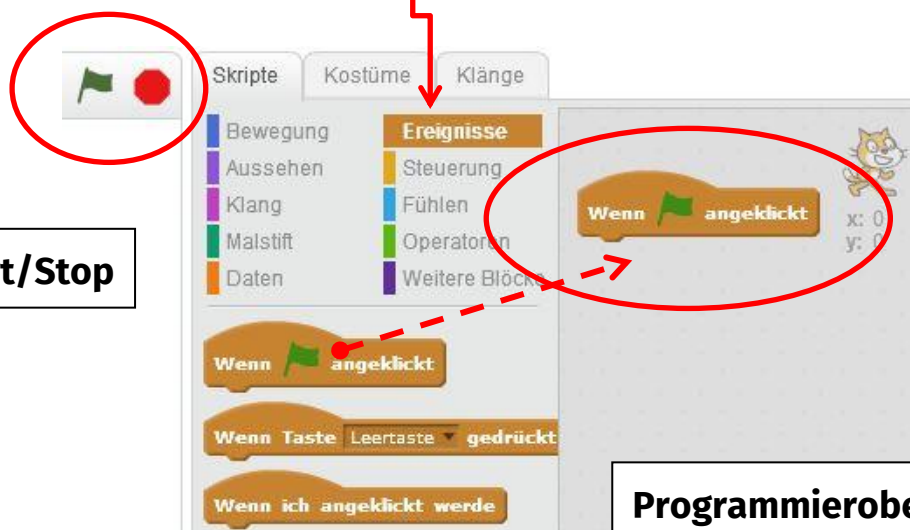 Skripte Kostüme Klänge
Bewegung Ereignisse
Aussehen Steuerung
Klang Fühlen
Malstift Operatoren
Daten Weitere Blöcke
Wenn angeklickt
x: 0
y: 0
t/Stop
Wenn angeklickt
Wenn Taste Leertaste gedrückt
Wenn ich angeklickt werde
Programmierobe